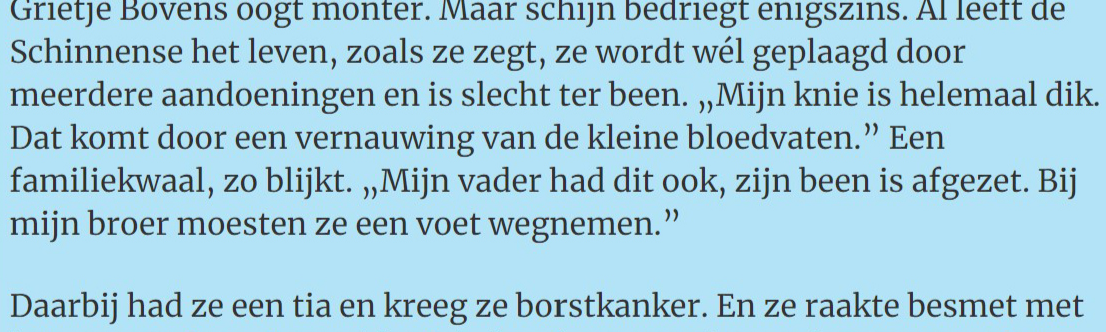 Grietje Bovens oogt monter. Maar schijn bedriegt enigszins. Al leeft de
Schinnense het leven, zoals ze zegt, ze wordt wél geplaagd door
meerdere aandoeningen en is slecht ter been. „Mijn knie is helemaal dik.
Dat komt door een vernauwing van de kleine bloedvaten.” Een
familiekwaal, zo blijkt. „Mijn vader had dit ook, zijn been is afgezet. Bij
mijn broer moesten ze een voet wegnemen.”
Daarbij had ze een tia en kreeg ze borstkanker. En ze raakte besmet met